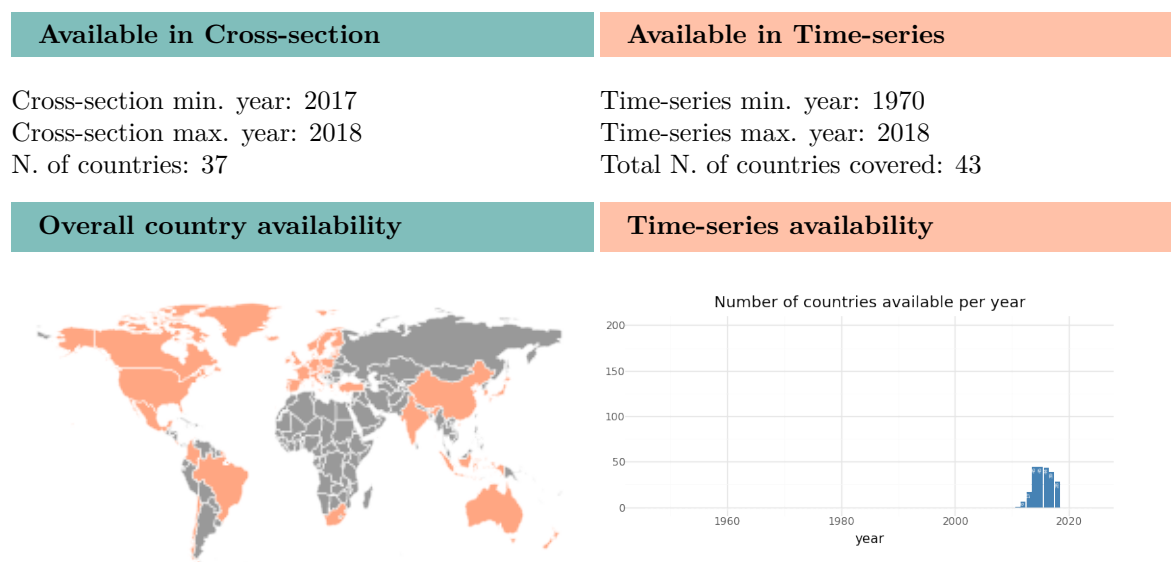 Available in Cross-section
Cross-section min. year: 2017
Cross-section max. year: 2018
N. of countries: 37
Available in Time-series
Time-series min. year: 1970
Time-series max. year: 2018
Total N. of countries covered: 43
Overall country availability
Time-series availability
Number of countries available per year
200
150
100
50
0
1960
1980
2000
2020
year